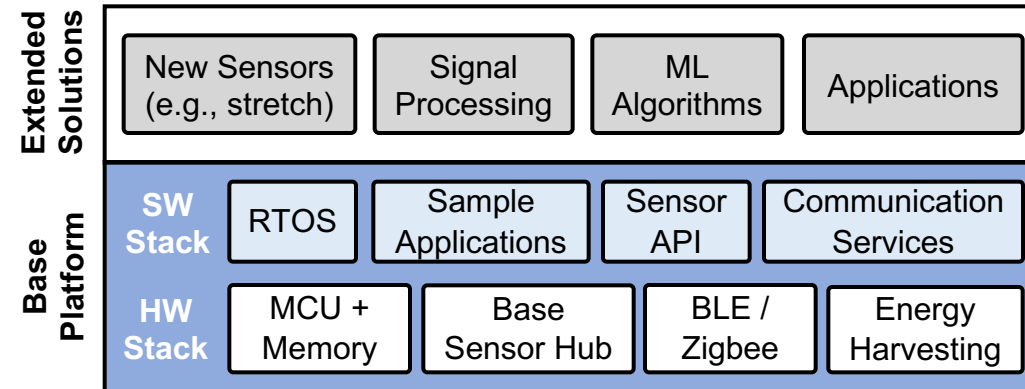 Extended
Solutions
New Sensors
(e.g., stretch)
Signal
Processing
ML
Algorithms
Applications
Base
Platform
SW
Stack
RTOS
Sample
Applications
Sensor
API
Communication
Services
HW
Stack
MCU +
Memory
Base
Sensor Hub
BLE /
Zigbee
Energy
Harvesting